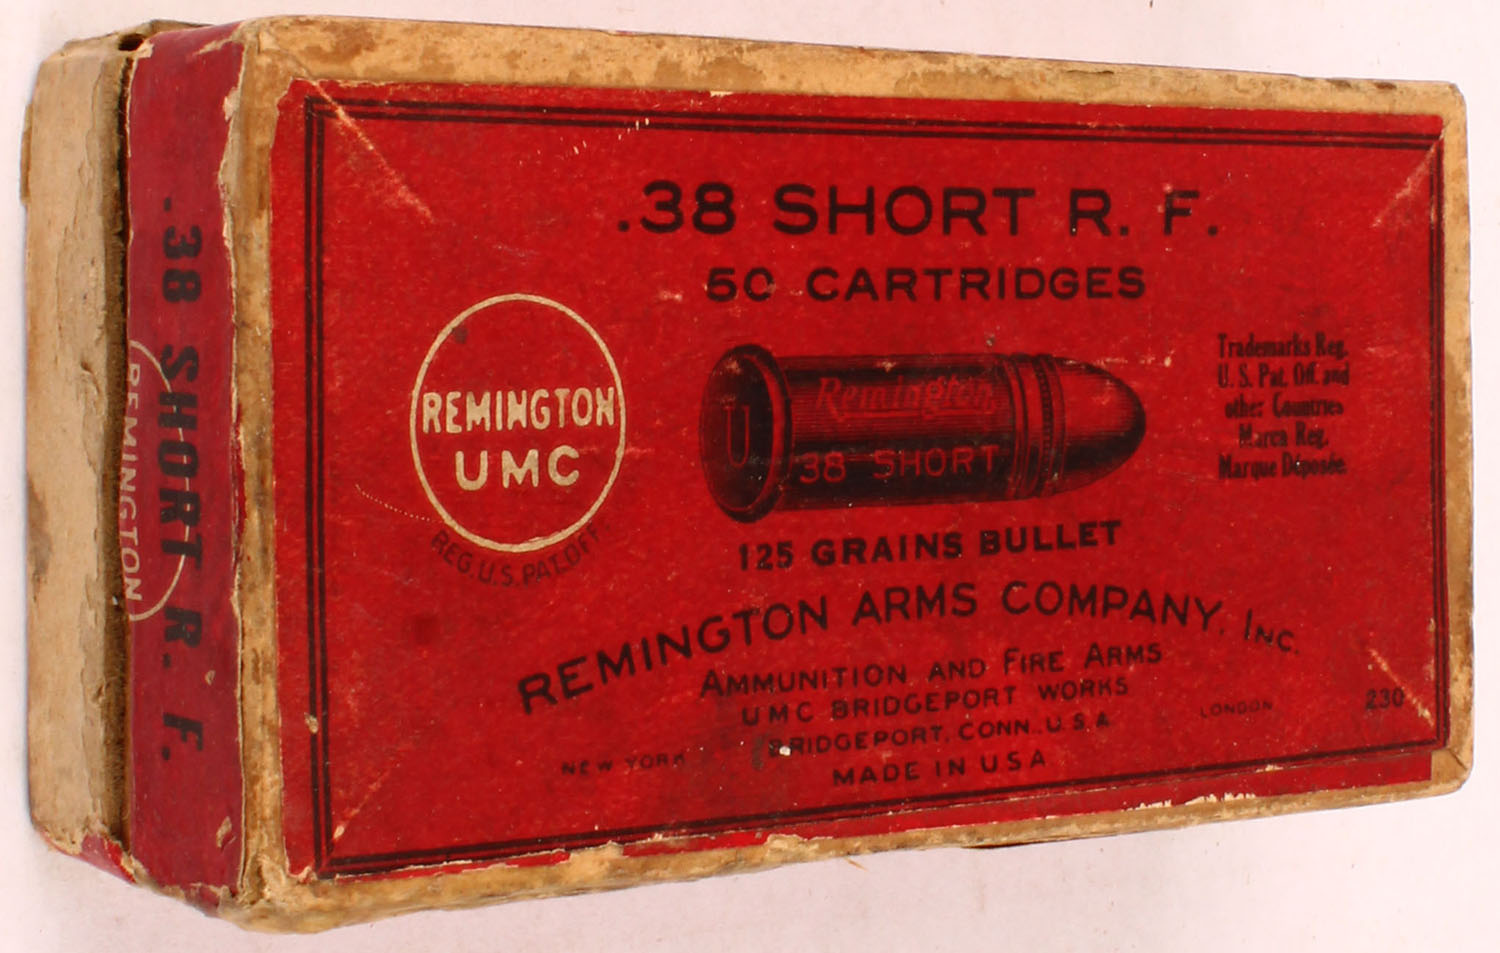 .38 SHORT R. F.
50 CARTRIDGES
REMINGTON
UMC
REG.U.S.PAT.OFF.
U
Remington
38 SHORT
Trademarks Reg.
U. S. Pat. Off. and
other Countries
Marca Reg.
Marque Déposée.
125 GRAINS BULLET
REMINGTON ARMS COMPANY, INC.
AMMUNITION AND FIRE ARMS
UMC BRIDGEPORT WORKS
BRIDGEPORT, CONN., U.S.A.
NEW YORK
LONDON
230
MADE IN U.S.A.
.38 SHORT R. F.
REMINGTON